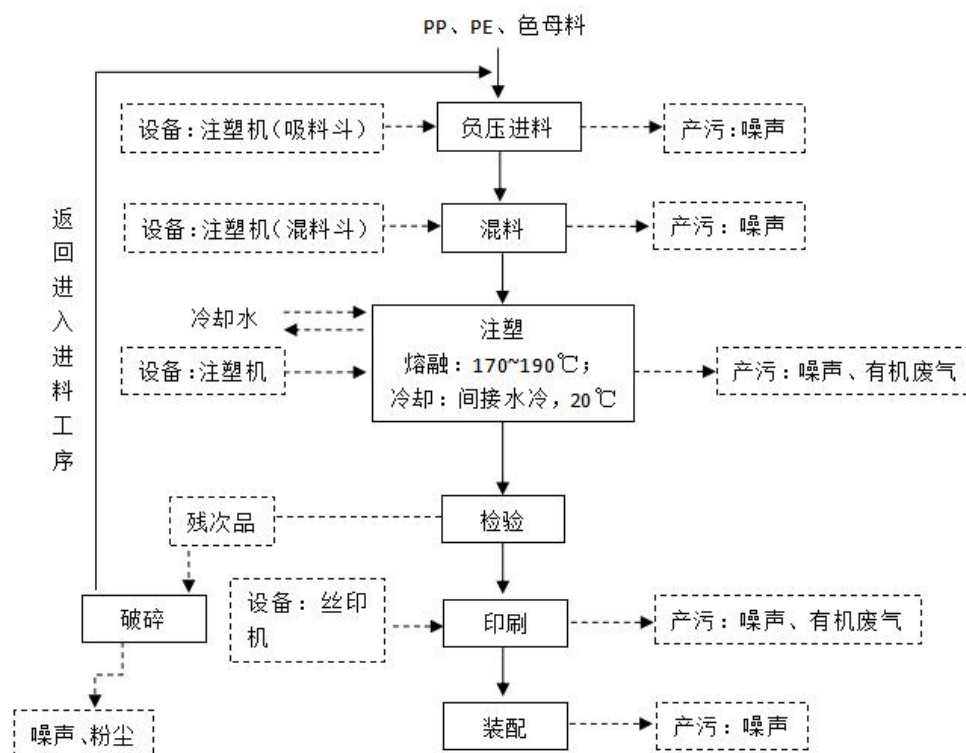 PP、PE、色母料
设备:注塑机(吸料斗)
负压进料
产污:噪声
设备:注塑机(混料斗)
混料
产污:噪声
返回进入进料工序
冷却水
设备:注塑机
注塑
熔融:170~190℃;
冷却:间接水冷,20℃
产污:噪声、有机废气
残次品
检验
破碎
设备:丝印
机
印刷
产污:噪声、有机废气
噪声、粉尘
装配
产污:噪声